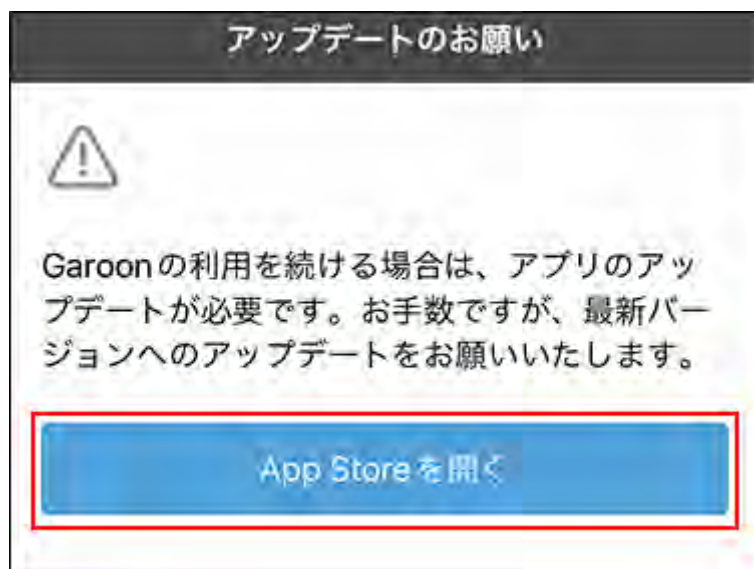 アップデートのお願い
Garoonの利用を続ける場合は、アプリのアッ
プデートが必要です。お手数ですが、最新バー
ジョンへのアップデートをお願いいたします。
App Storeを開く